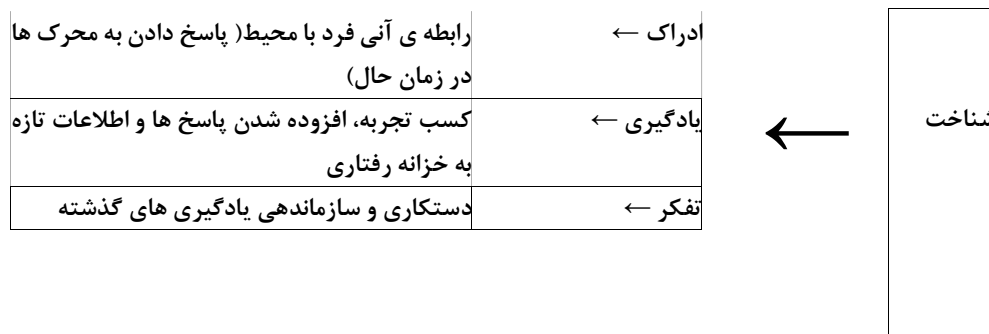 شناخت
←
ادراک ←
رابطه ی آنی فرد با محیط( پاسخ دادن به محرک ها
در زمان حال)
یادگیری ←
کسب تجربه، افزوده شدن پاسخ ها و اطلاعات تازه
به خزانه رفتاری
تفکر ←
دستکاری و سازماندهی یادگیری های گذشته